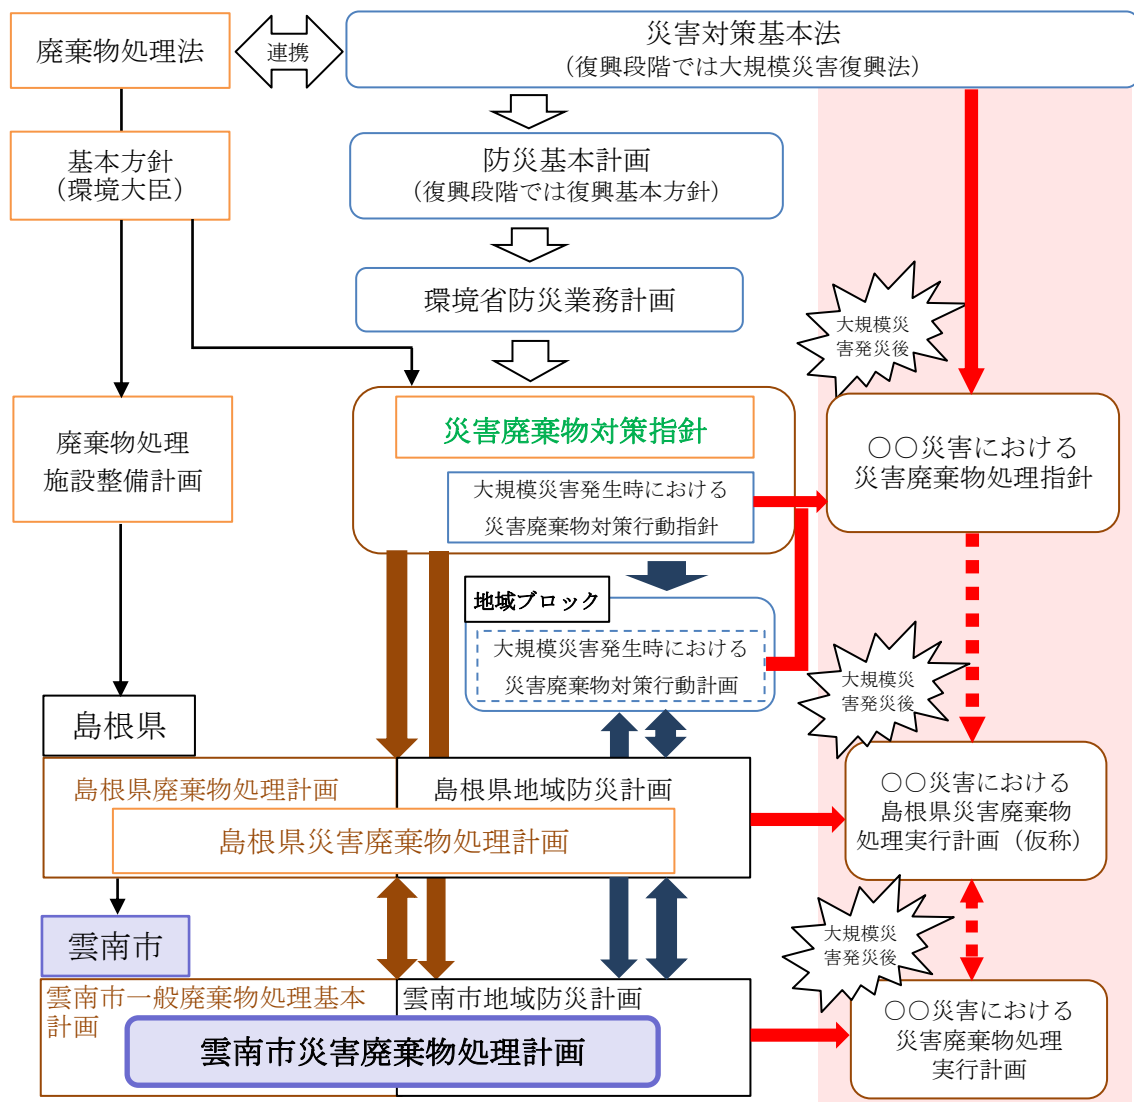 廃棄物処理法
連携
災害対策基本法
（復興段階では大規模災害復興法）
基本方針
（環境大臣）
防災基本計画
（復興段階では復興基本方針）
環境省防災業務計画
大規模災
害発災後
廃棄物処理
施設整備計画
災害廃棄物対策指針
大規模災害発生時における
災害廃棄物対策行動指針
〇〇災害における
災害廃棄物処理指針
地域ブロック
大規模災害発生時における
災害廃棄物対策行動計画
大規模災
害発災後
島根県
島根県廃棄物処理計画
島根県地域防災計画
島根県災害廃棄物処理計画
〇〇災害における
島根県災害廃棄物
処理実行計画（仮称）
大規模災
害発災後
雲南市
雲南市一般廃棄物処理基本
計画
雲南市地域防災計画
雲南市災害廃棄物処理計画
〇〇災害における
災害廃棄物処理
実行計画